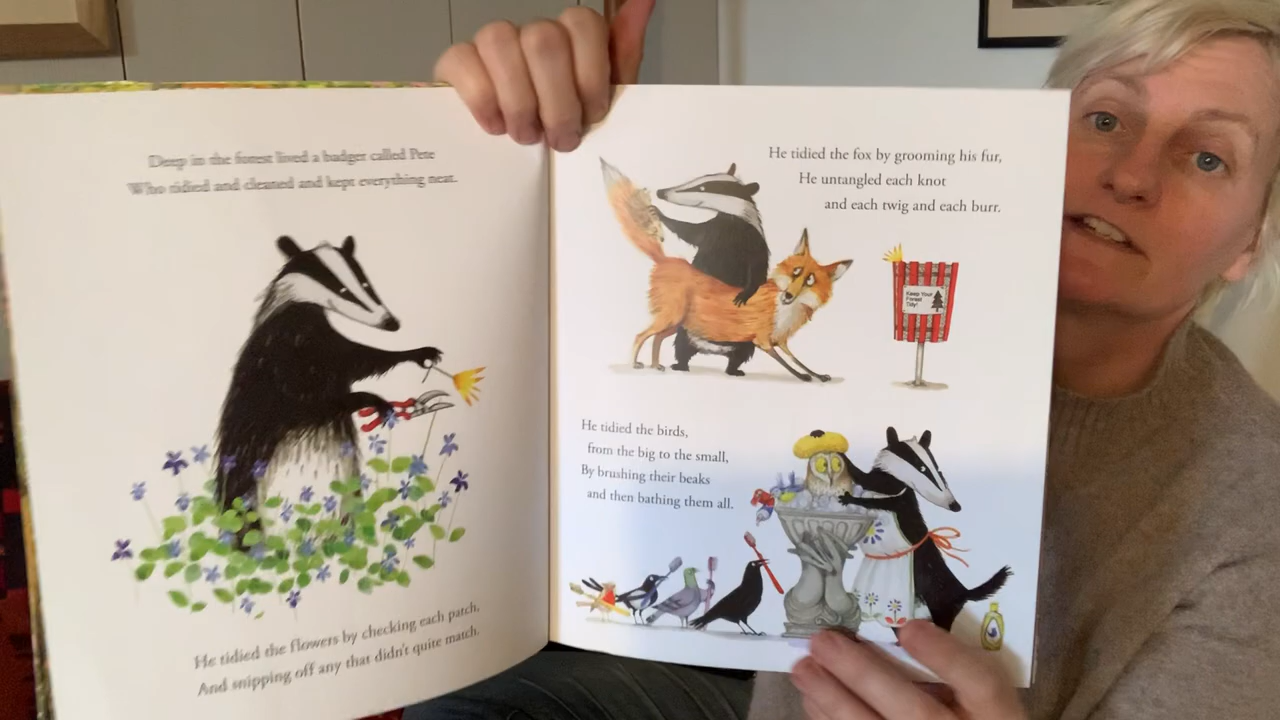 Deep in the forest lived a badger called Pete
Who tidied and cleaned and kept everything neat.
He tidied the flowers by checking each patch,
And snipping off any that didn't quite match.
He tidied the fox by grooming his fur,
He untangled each knot
and each twig and each burr.
Keep Your
Forest
Tidy!
He tidied the birds,
from the big to the small,
By brushing their beaks
and then bathing them all.